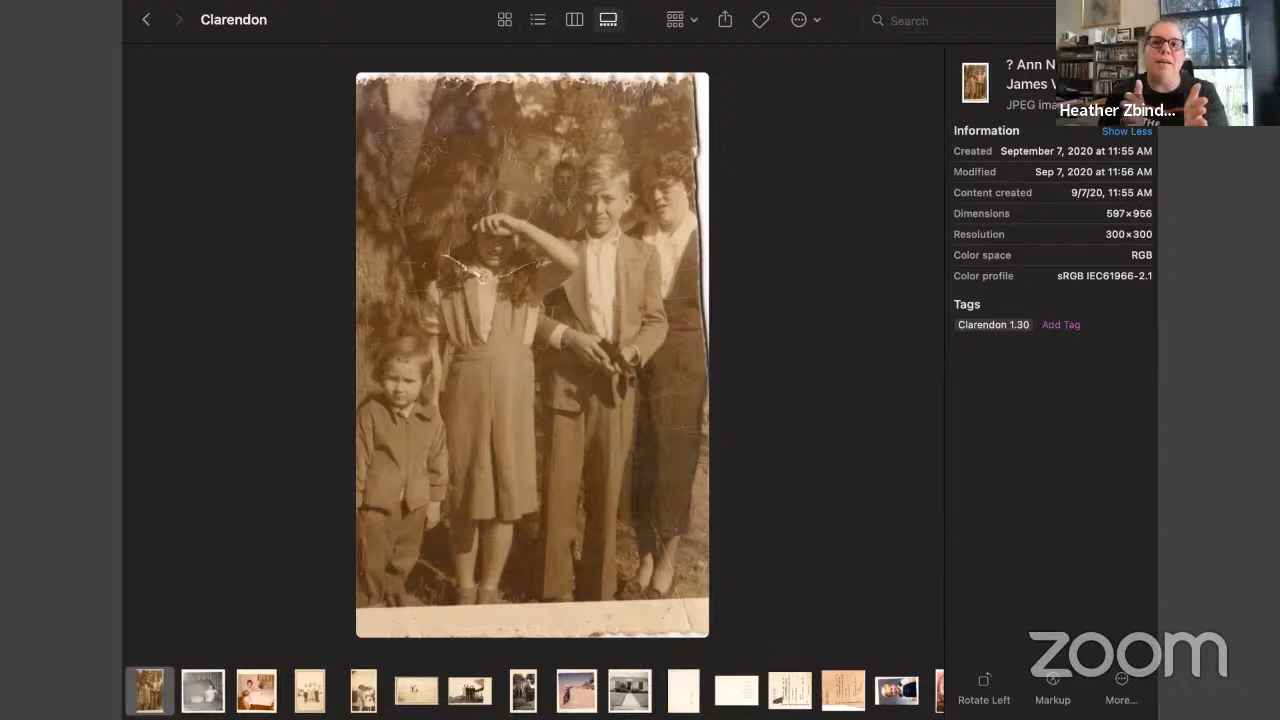 Clarendon
Search
? Ann N
James V
JPEG ima
Heather Zbind...
THE
Information
Show Less
Created September 7, 2020 at 11:55 AM
Modified Sep 7, 2020 at 11:56 AM
Content created 9/7/20, 11:55 AM
Dimensions 597×956
Resolution 300×300
Color space RGB
Color profile sRGB IEC61966-2.1
Tags
Clarendon 1.30 Add Tag
zoom
Rotate Left
Markup
More...